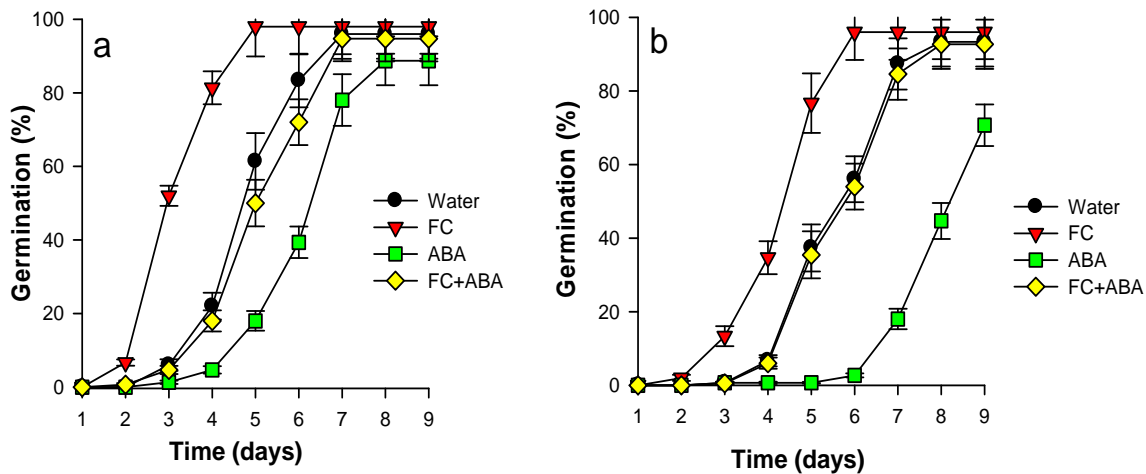 a
Germination (%)
100
80
60
40
20
0
1 2 3 4 5 6 7 8 9
Time (days)
Water
FC
ABA
FC+ABA
b
Germination (%)
100
80
60
40
20
0
1 2 3 4 5 6 7 8 9
Time (days)
Water
FC
ABA
FC+ABA